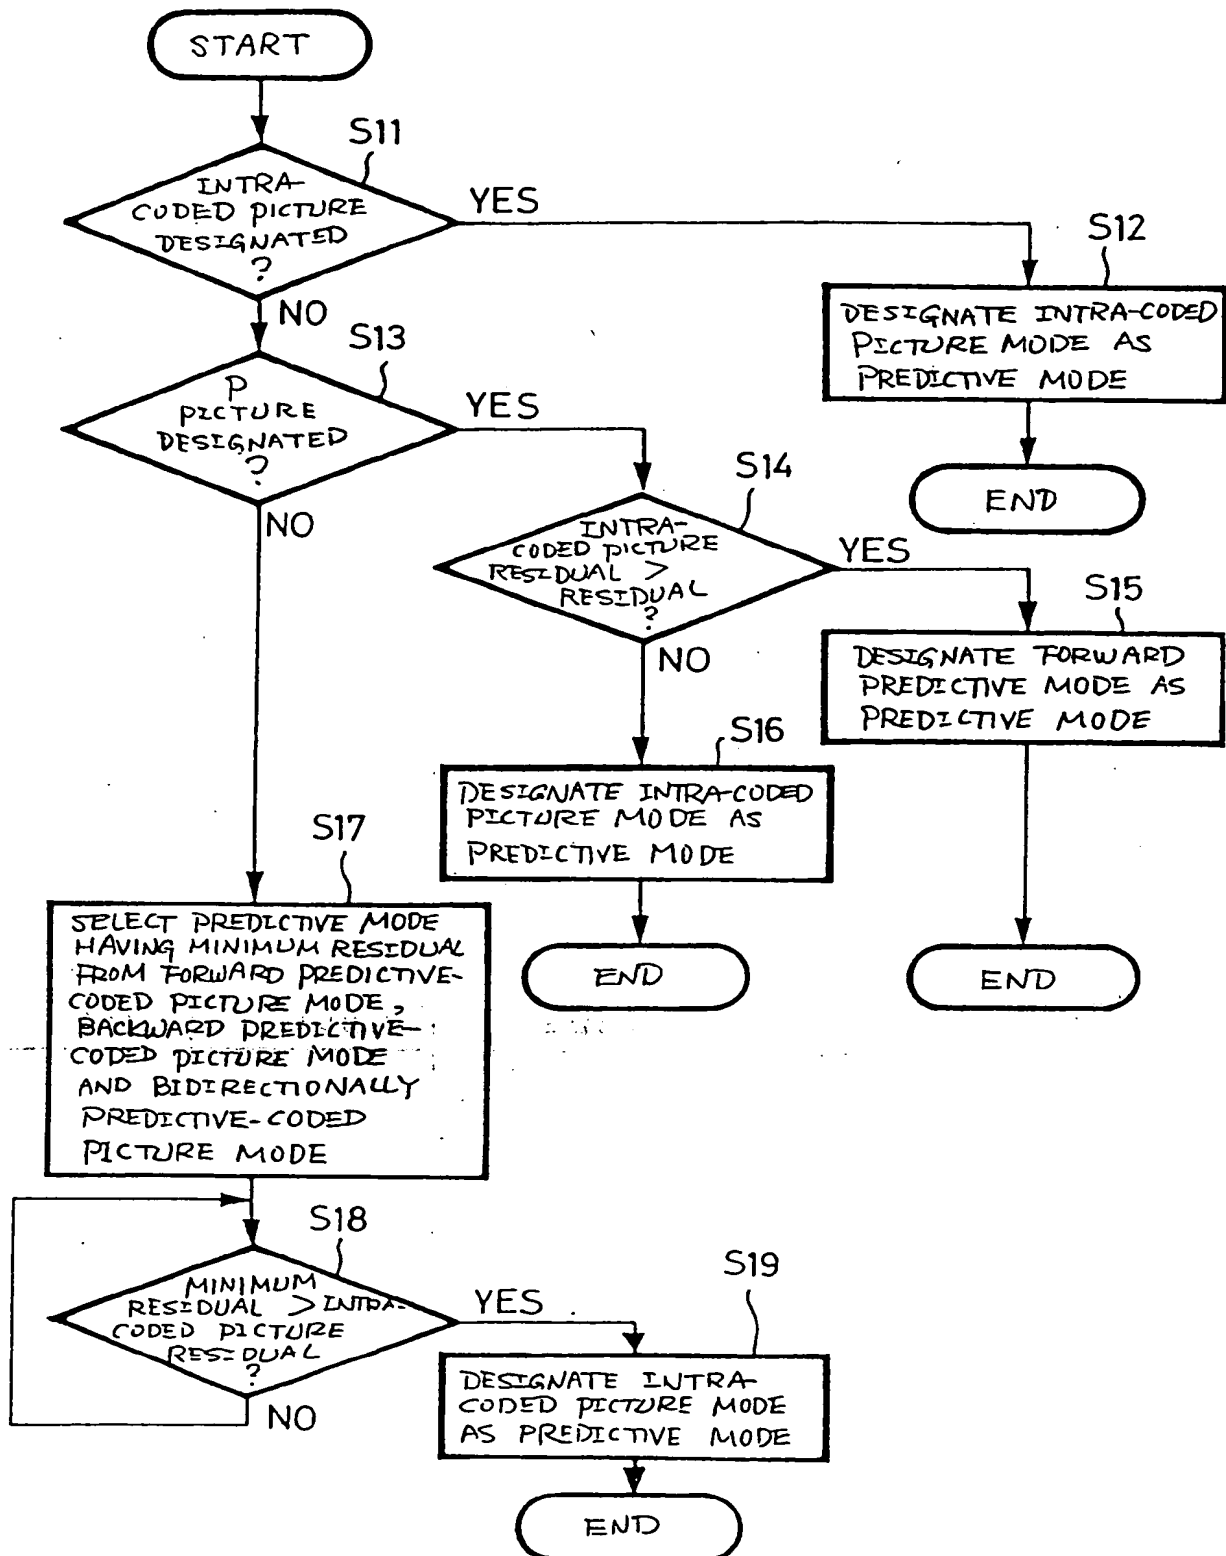 START
S11
INTRA-
CODED PICTURE
DESIGNATED
?
YES
NO
S12
DESIGNATE INTRA-CODED
PICTURE MODE AS
PREDICTIVE MODE
END
S13
P
PICTURE
DESIGNATED
?
YES
NO
S14
INTRA-
CODED PICTURE
RESIDUAL >
RESIDUAL
?
YES
NO
S15
DESIGNATE FORWARD
PREDICTIVE MODE AS
PREDICTIVE MODE
END
S16
DESIGNATE INTRA-CODED
PICTURE MODE AS
PREDICTIVE MODE
END
S17
SELECT PREDICTIVE MODE
HAVING MINIMUM RESIDUAL
FROM FORWARD PREDICTIVE-
CODED PICTURE MODE,
BACKWARD PREDICTIVE-
CODED PICTURE MODE
AND BIDIRECTIONALLY
PREDICTIVE-CODED
PICTURE MODE
S18
MINIMUM
RESIDUAL > INTRA-
CODED PICTURE
RESIDUAL
?
YES
NO
S19
DESIGNATE INTRA-
CODED PICTURE MODE
AS PREDICTIVE MODE
END